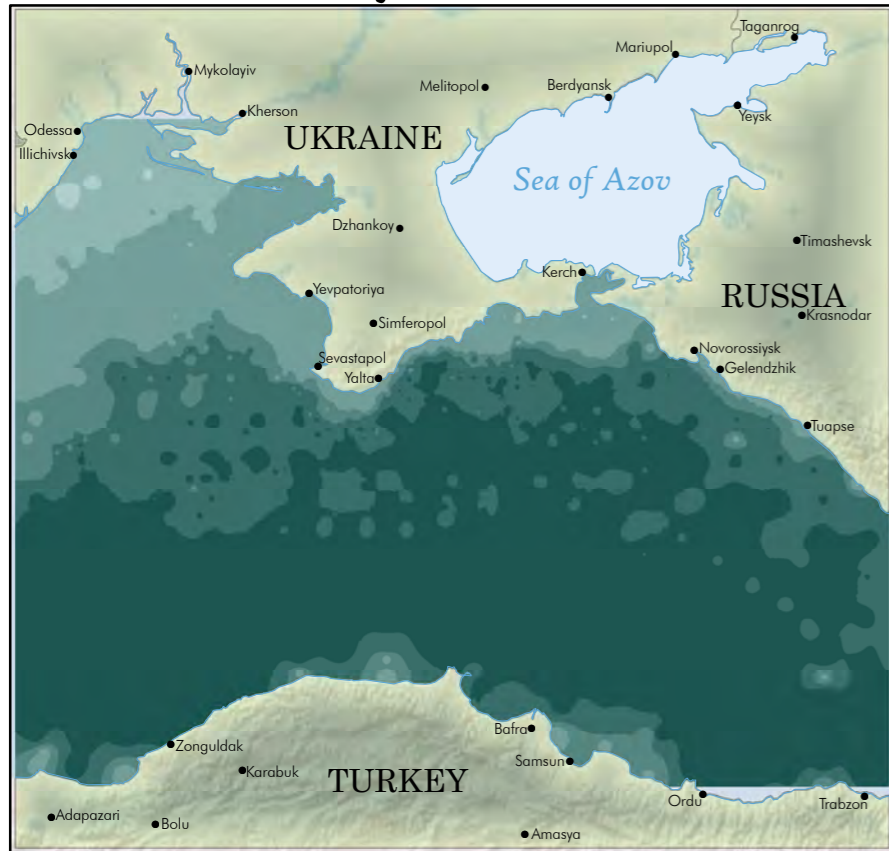 Taganrog
Mariupol
Mykolayiv
Melitopol
Berdyansk
Kherson
Yeysk
Odessa
UKRAINE
Illichivsk
Sea of Azov
Dzhankoy
Timashevsk
Kerch
Yevpatoriya
RUSSIA
Krasnodar
Simferopol
Novorossiysk
Sevastapol
Gelendzhik
Yalta
Tuapse
Bafra
Zonguldak
Samsun
Karabuk
TURKEY
Ordu
Trabzon
Adapazari
Bolu
Amasya